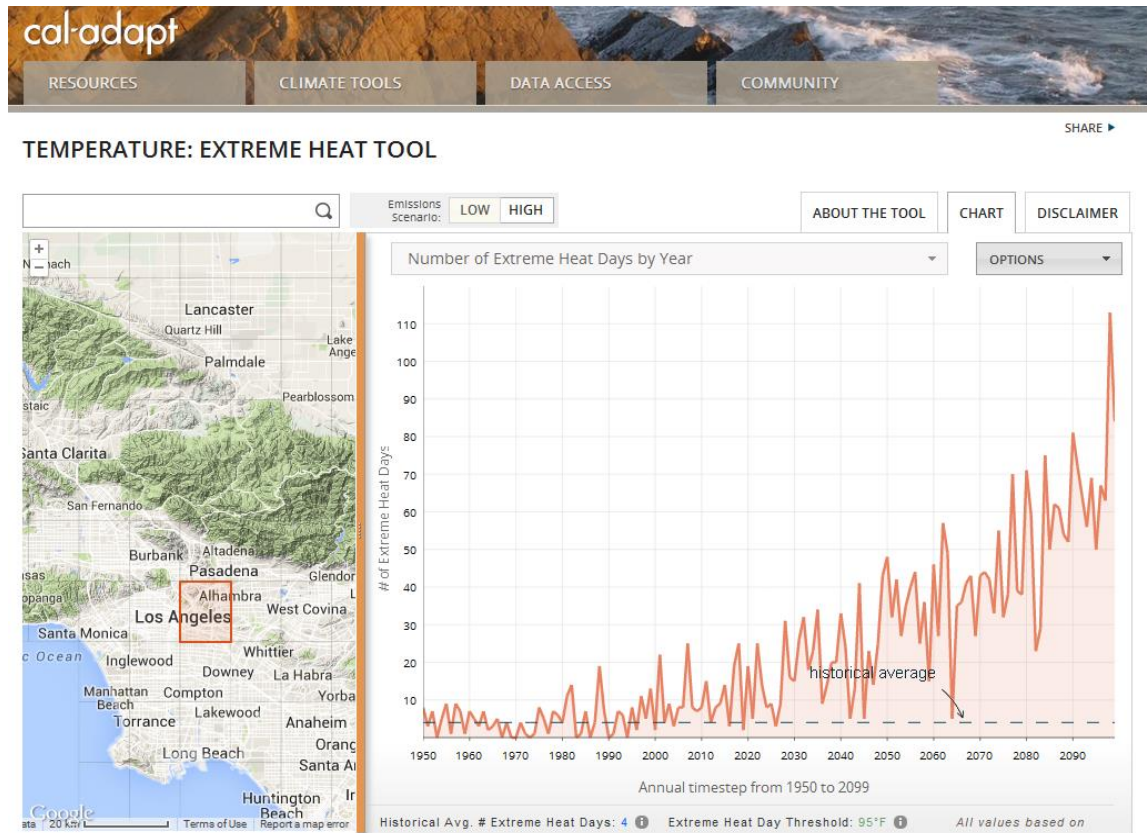 cal-adapt
RESOURCES
CLIMATE TOOLS
DATA ACCESS
COMMUNITY
SHARE
TEMPERATURE: EXTREME HEAT TOOL
Emissions
Scenario:
LOW
HIGH
ABOUT THE TOOL
CHART
DISCLAIMER
Number of Extreme Heat Days by Year
OPTIONS
+
−
Lancaster
Quartz Hill
Lake
Palmdale
Pearblossom
staic
Santa Clarita
San Fernando
Burbank
Altadena
Pasadena
Glendor
Alhambra
Los Angeles
West Covina
Santa Monica
c Ocean
Inglewood
Whittier
Downey
La Habra
Manhattan
Beach
Compton
Yorba
Torrance
Lakewood
Anaheim
Long Beach
Orang
Santa
Huntington
Beach
Google
20 km
Terms of Use
Report a map error
# of Extreme Heat Days
110
100
90
80
70
60
50
40
30
20
10
historical average
1950 1960 1970 1980 1990 2000 2010 2020 2030 2040 2050 2060 2070 2080 2090
Annual timestep from 1950 to 2099
Historical Avg. # Extreme Heat Days: 4
Extreme Heat Day Threshold: 95°F
All values based on